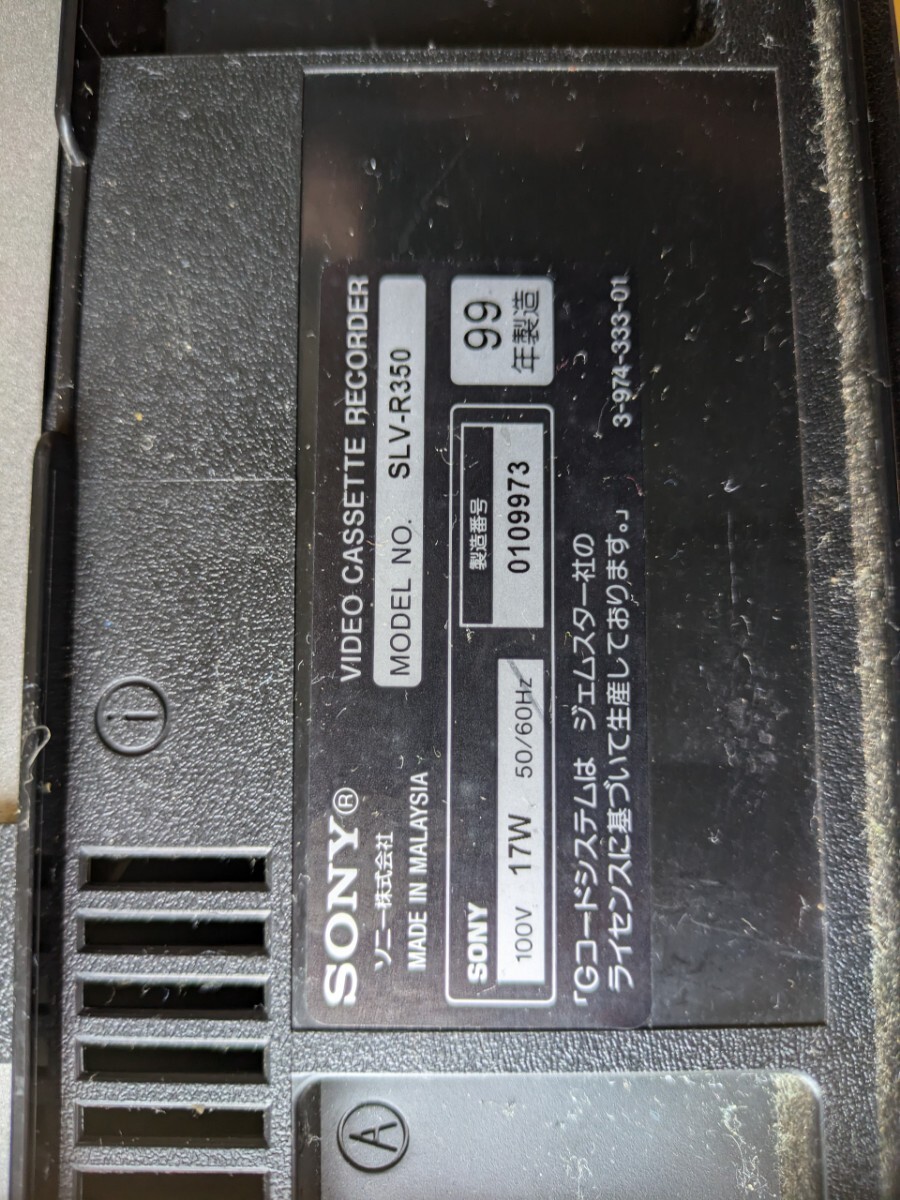 SONY®
VIDEO CASSETTE RECORDER
ソニー株式会社
MODEL NO. SLV-R350
MADE IN MALAYSIA
SONY
100V 17W 50/60Hz
製造番号
0109973
99
年製造
「Gコードシステムは ジェムスター社の
ライセンスに基づいて生産しております。」
3-974-333-01
i
A